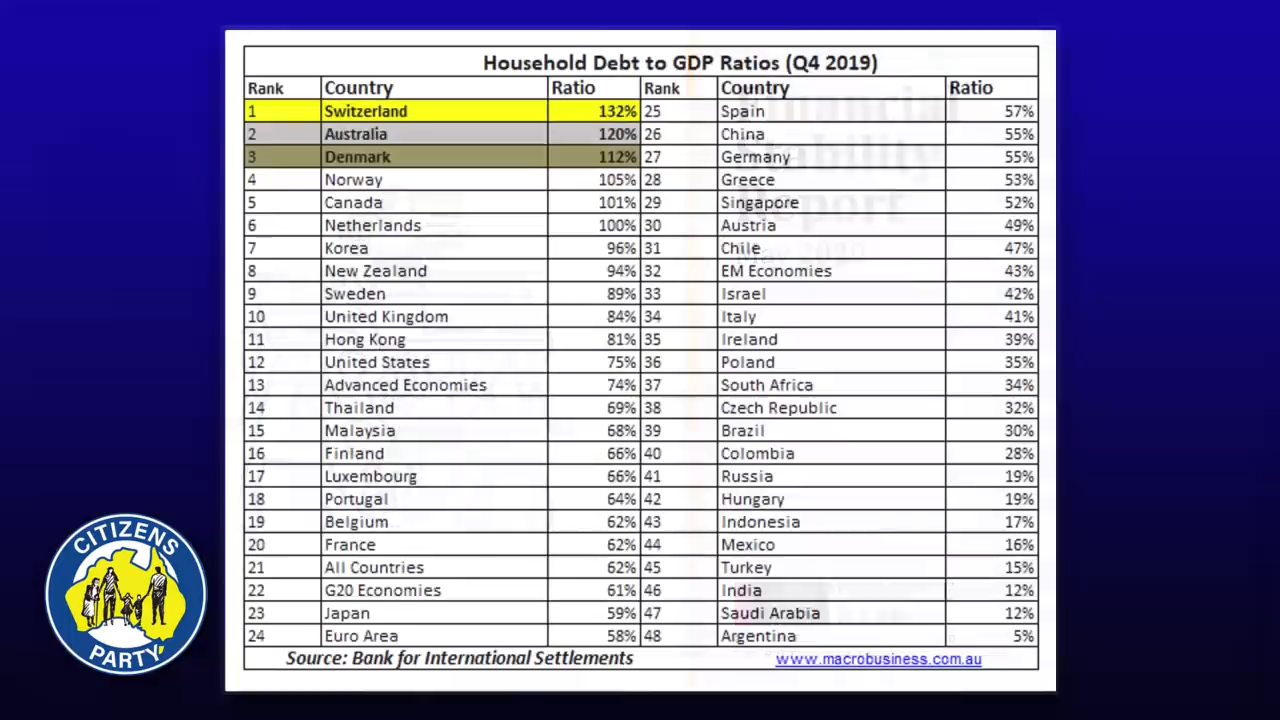 Household Debt to GDP Ratios (Q4 2019)
Rank Country Ratio Rank Country Ratio
1 Switzerland 132% 25 Spain 57%
2 Australia 120% 26 China 55%
3 Denmark 112% 27 Germany 55%
4 Norway 105% 28 Greece 53%
5 Canada 101% 29 Singapore 52%
6 Netherlands 100% 30 Austria 49%
7 Korea 96% 31 Chile 47%
8 New Zealand 94% 32 EM Economies 43%
9 Sweden 89% 33 Israel 42%
10 United Kingdom 84% 34 Italy 41%
11 Hong Kong 81% 35 Ireland 39%
12 United States 75% 36 Poland 35%
13 Advanced Economies 74% 37 South Africa 34%
14 Thailand 69% 38 Czech Republic 32%
15 Malaysia 68% 39 Brazil 30%
16 Finland 66% 40 Colombia 28%
17 Luxembourg 66% 41 Russia 19%
18 Portugal 64% 42 Hungary 19%
19 Belgium 62% 43 Indonesia 17%
20 France 62% 44 Mexico 16%
21 All Countries 62% 45 Turkey 15%
22 G20 Economies 61% 46 India 12%
23 Japan 59% 47 Saudi Arabia 12%
24 Euro Area 58% 48 Argentina 5%
Source: Bank for International Settlements www.macrobusiness.com.au
Financial
Stability
Report
May 2020
CITIZENS
PARTY